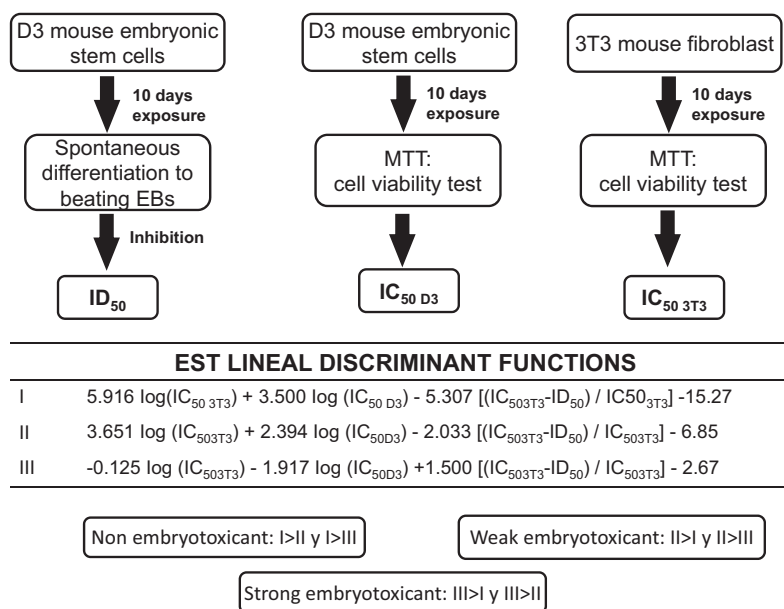 D3 mouse embryonic
stem cells
10 days
exposure
Spontaneous
differentiation to
beating EBs
Inhibition
ID50
D3 mouse embryonic
stem cells
10 days
exposure
MTT:
cell viability test
IC50 D3
3T3 mouse fibroblast
10 days
exposure
MTT:
cell viability test
IC50 3T3
EST LINEAL DISCRIMINANT FUNCTIONS
I 5.916 log(IC50 3T3) + 3.500 log (IC50 D3) - 5.307 [(IC503T3-ID50) / IC503T3] -15.27
II 3.651 log (IC503T3) + 2.394 log (IC50D3) - 2.033 [(IC503T3-ID50) / IC503T3] - 6.85
III -0.125 log (IC503T3) - 1.917 log (IC50D3) +1.500 [(IC503T3-ID50) / IC503T3] - 2.67
Non embryotoxicant: I>II y I>III
Weak embryotoxicant: II>I y II>III
Strong embryotoxicant: III>I y III>II